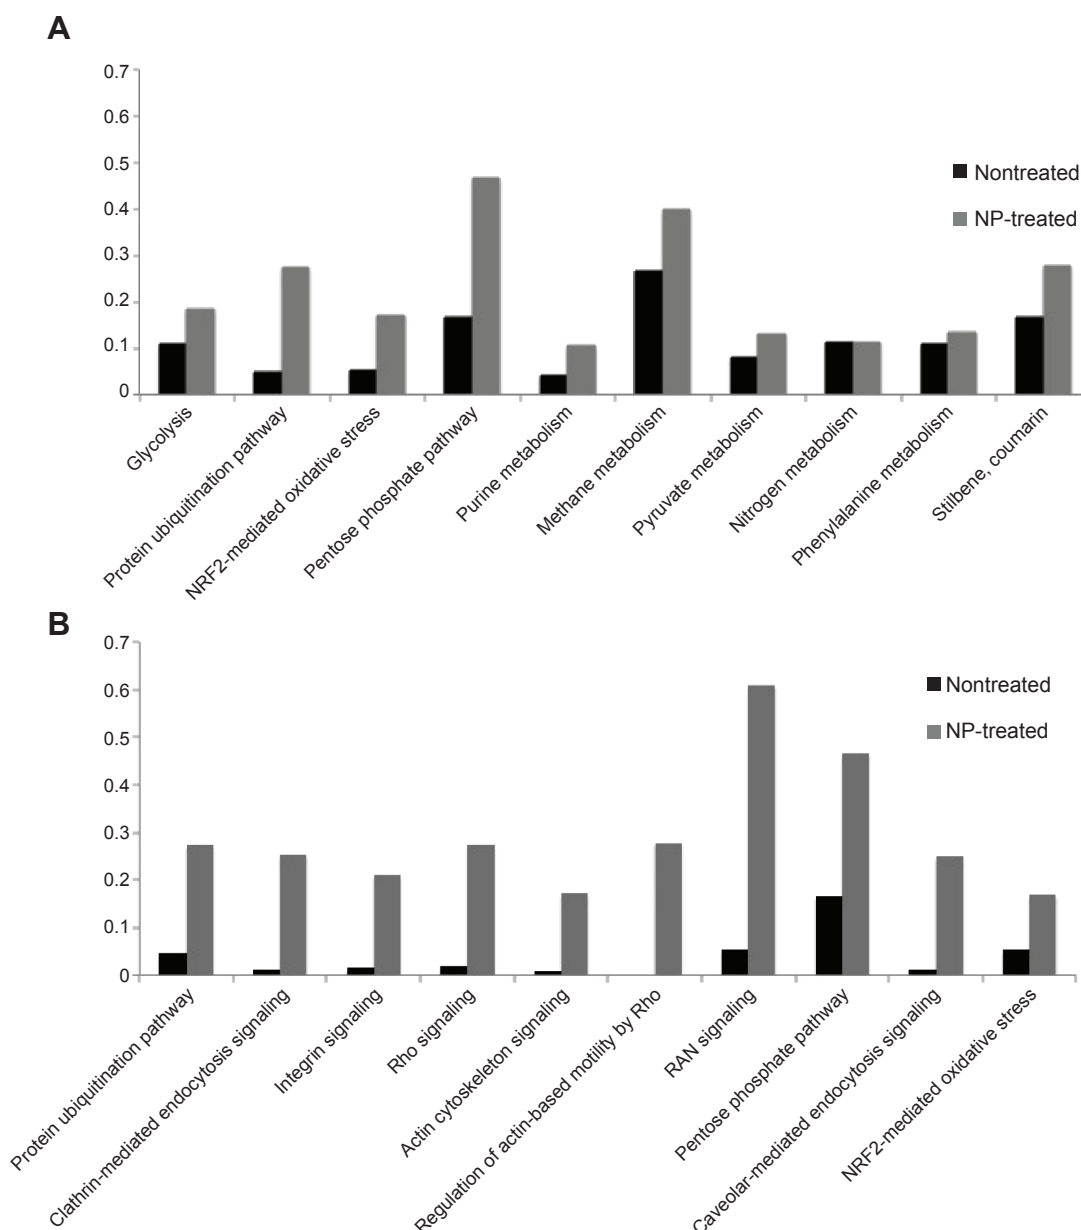 A
0.7
0.6
0.5
0.4
0.3
0.2
0.1
0
Nontreated
NP-treated
Glycolysis
Protein ubiquitination pathway
NRF2-mediated oxidative stress
Pentose phosphate pathway
Purine metabolism
Methane metabolism
Pyruvate metabolism
Nitrogen metabolism
Phenylalanine metabolism
Stilbene, coumarin
B
0.7
0.6
0.5
0.4
0.3
0.2
0.1
0
Nontreated
NP-treated
Protein ubiquitination pathway
Clathrin-mediated endocytosis signaling
Integrin signaling
Rho signaling
Actin cytoskeleton signaling
Regulation of actin-based motility by Rho
RAN signaling
Pentose phosphate pathway
Caveolar-mediated endocytosis signaling
NRF2-mediated oxidative stress